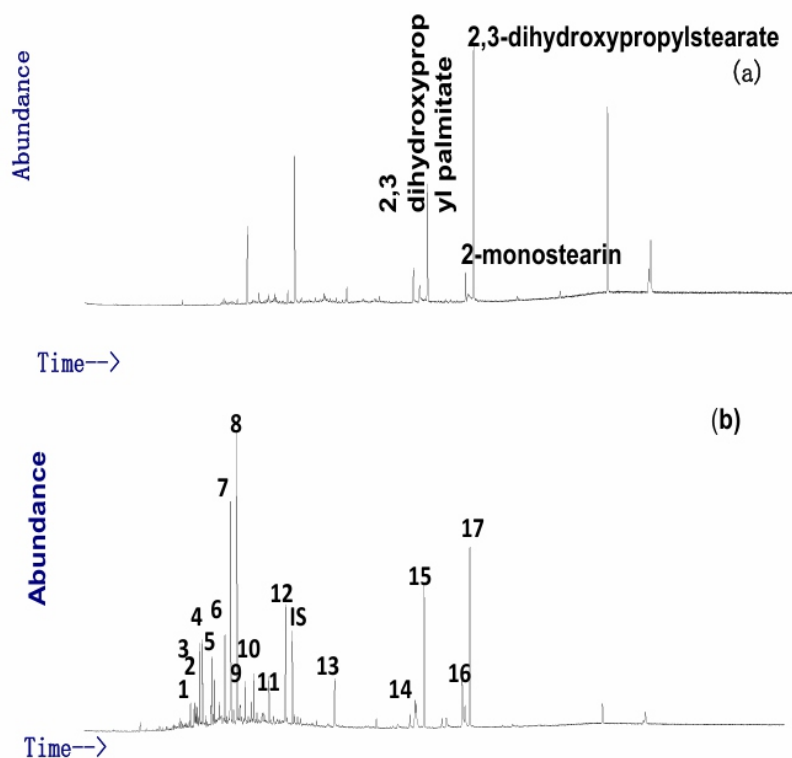 2,3-dihydroxypropylstearate
(a)
Abundance
2,3
dihydroxyprop
yl palmitate
2-monostearin
Time-->
(b)
8
7
17
Abundance
15
12
IS
6
4
5
3
10
2
13
16
9
11
14
1
Time-->